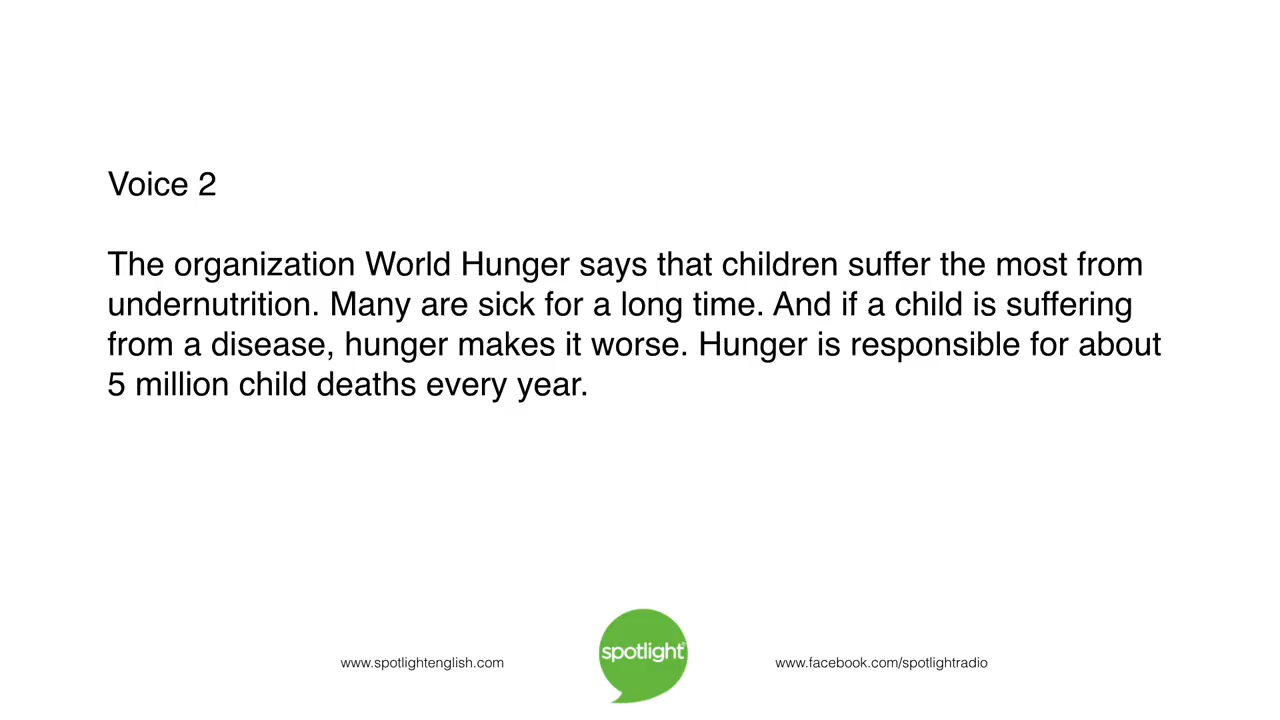 Voice 2
The organization World Hunger says that children suffer the most from
undernutrition. Many are sick for a long time. And if a child is suffering
from a disease, hunger makes it worse. Hunger is responsible for about
5 million child deaths every year.
www.spotlightenglish.com
spotlight
www.facebook.com/spotlightradio